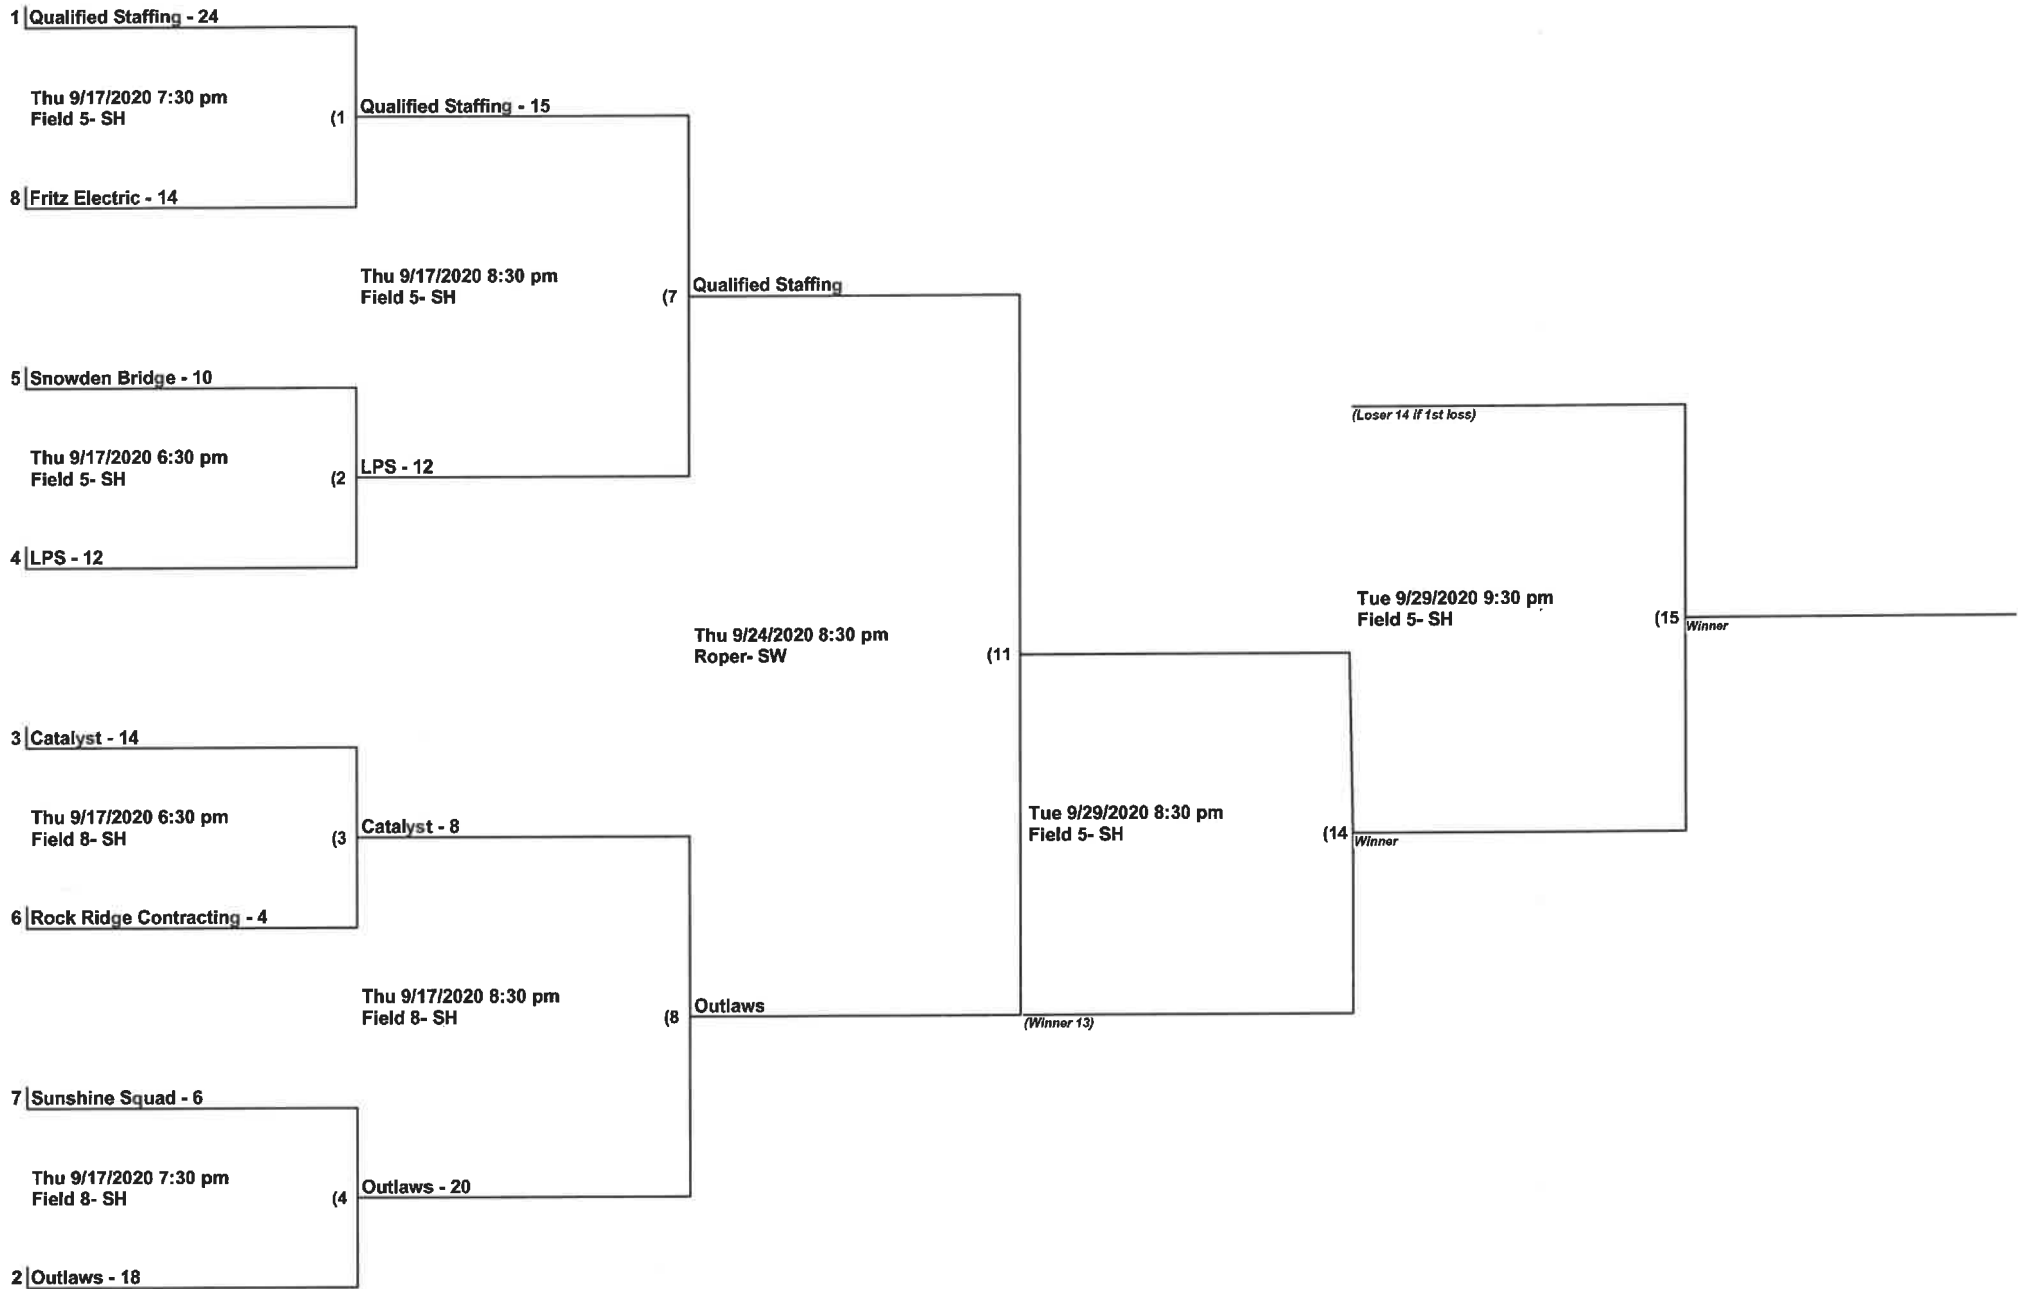 1 Qualified Staffing - 24
Thu 9/17/2020 7:30 pm
Field 5- SH
(1
Qualified Staffing - 15
8 Fritz Electric - 14
Thu 9/17/2020 8:30 pm
Field 5- SH
(7
Qualified Staffing
5 Snowden Bridge - 10
Thu 9/17/2020 6:30 pm
Field 5- SH
(2
LPS - 12
4 LPS - 12
(Loser 14 if 1st loss)
Tue 9/29/2020 9:30 pm
Field 5- SH
(15
Winner
Thu 9/24/2020 8:30 pm
Roper- SW
(11
3 Catalyst - 14
Thu 9/17/2020 6:30 pm
Field 8- SH
(3
Catalyst - 8
Tue 9/29/2020 8:30 pm
Field 5- SH
(14
Winner
6 Rock Ridge Contracting - 4
Thu 9/17/2020 8:30 pm
Field 8- SH
(8
Outlaws
(Winner 13)
7 Sunshine Squad - 6
Thu 9/17/2020 7:30 pm
Field 8- SH
(4
Outlaws - 20
2 Outlaws - 18